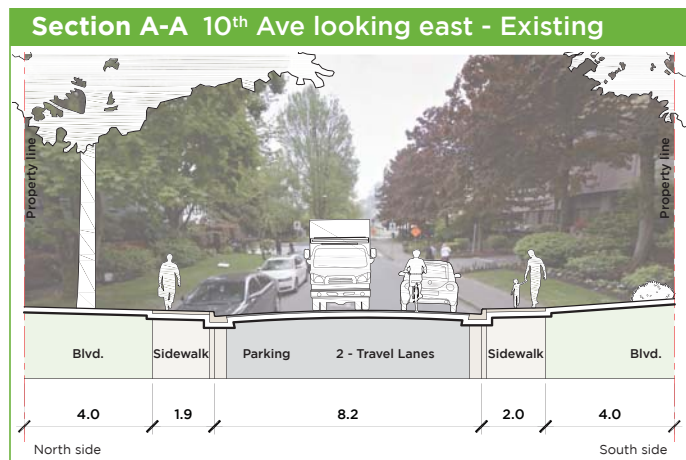 Section A-A 10th Ave looking east - Existing
Property line
Property line
Blvd.
Sidewalk
Parking
2 - Travel Lanes
Sidewalk
Blvd.
4.0
1.9
8.2
2.0
4.0
North side
South side